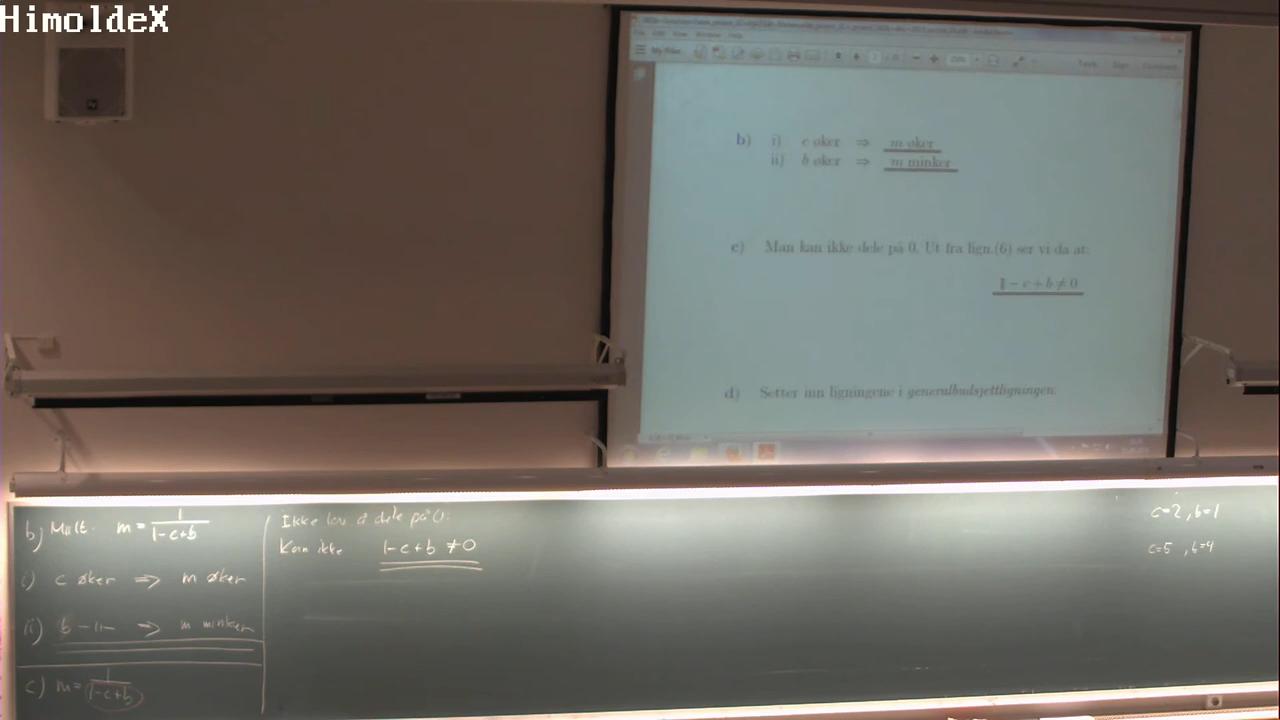 HimoldeX
b) i) c øker ⇒ m øker
ii) b øker ⇒ m minker
c) Man kan ikke dele på 0. Ut fra lign.(6) ser vi da at:
1 − c + b ≠ 0
d) Setter inn ligningene i generalbudsjettligningen:
b) Mult. m = 1/(1-c+b)
i) c øker ⇒ m øker
ii) b -||- ⇒ m minker
c) m = 1/(1-c+b)
Ikke lov å dele på 0:
Kan ikke 1-c+b ≠ 0
c=2, b=1
c=5, b=4